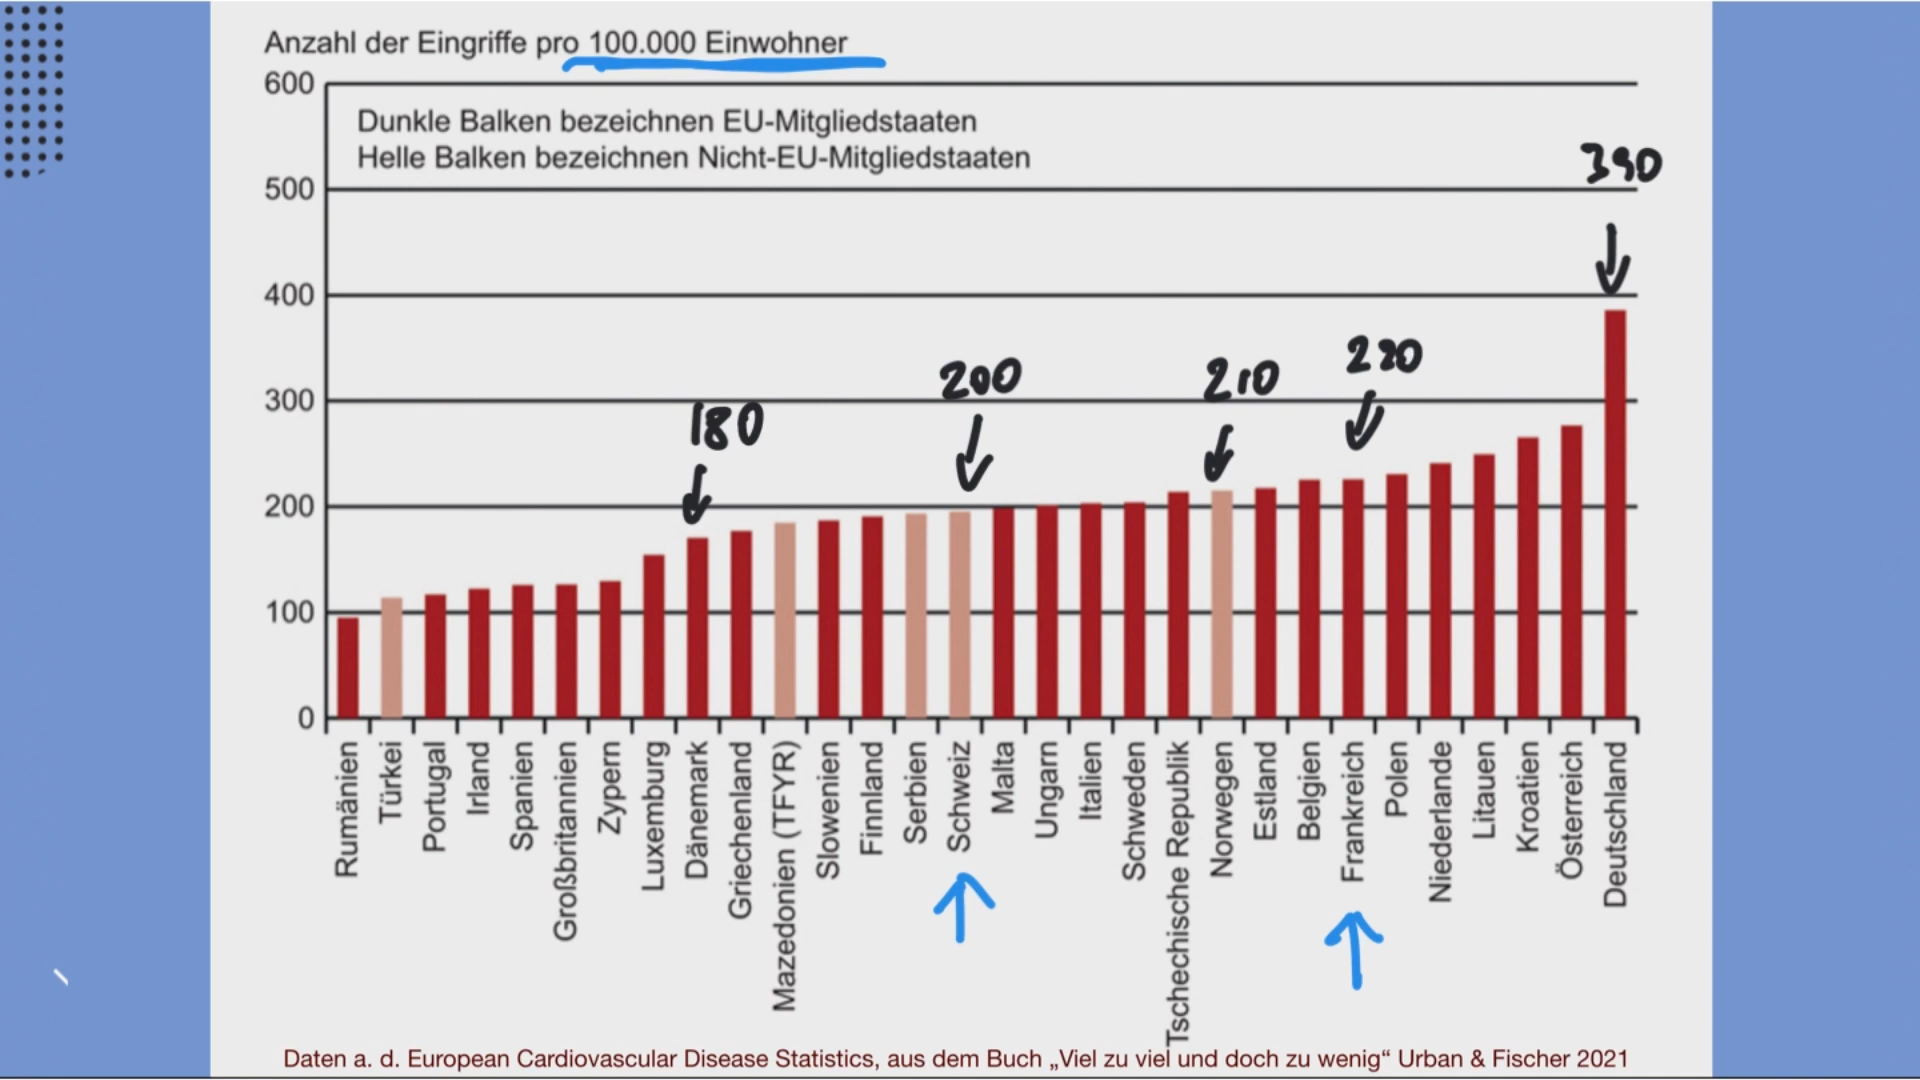 Anzahl der Eingriffe pro 100.000 Einwohner
600
Dunkle Balken bezeichnen EU-Mitgliedstaaten
Helle Balken bezeichnen Nicht-EU-Mitgliedstaaten
390
500
400
220
200
210
300
180
200
100
0
Rumänien
Türkei
Portugal
Irland
Spanien
Großbritannien
Zypern
Luxemburg
Dänemark
Griechenland
Mazedonien (TFYR)
Slowenien
Finnland
Serbien
Schweiz
Malta
Ungarn
Italien
Schweden
Tschechische Republik
Norwegen
Estland
Belgien
Frankreich
Polen
Niederlande
Litauen
Kroatien
Österreich
Deutschland
Daten a. d. European Cardiovascular Disease Statistics, aus dem Buch „Viel zu viel und doch zu wenig“ Urban & Fischer 2021